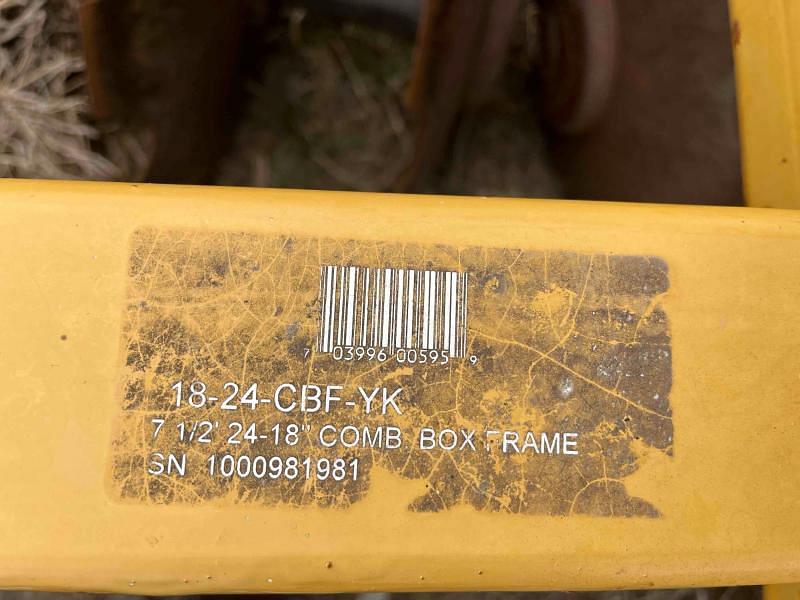 7 03996 00595 9
18-24-CBF-YK
7 1/2' 24-18" COMB. BOX FRAME
SN 1000981981